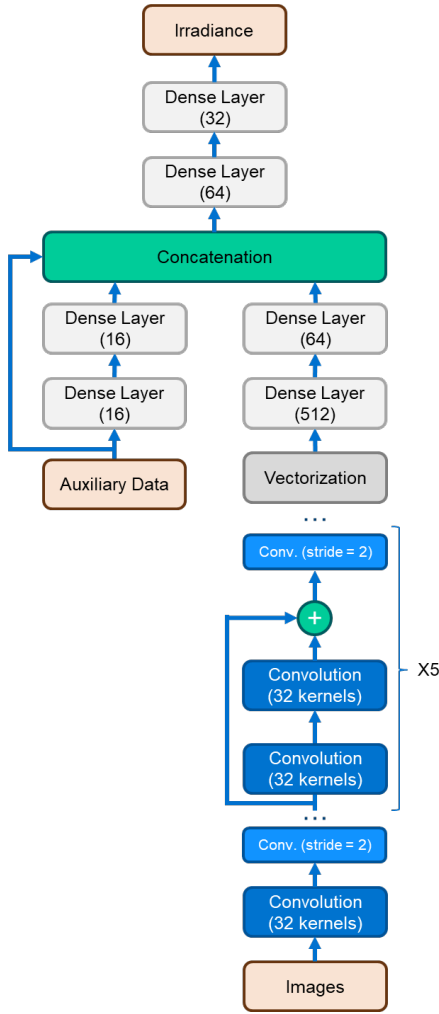 Irradiance
Dense Layer
(32)
Dense Layer
(64)
Concatenation
Dense Layer
(16)
Dense Layer
(64)
Dense Layer
(16)
Dense Layer
(512)
Auxiliary Data
Vectorization
...
Conv. (stride = 2)
+
Convolution
(32 kernels)
X5
Convolution
(32 kernels)
...
Conv. (stride = 2)
Convolution
(32 kernels)
Images